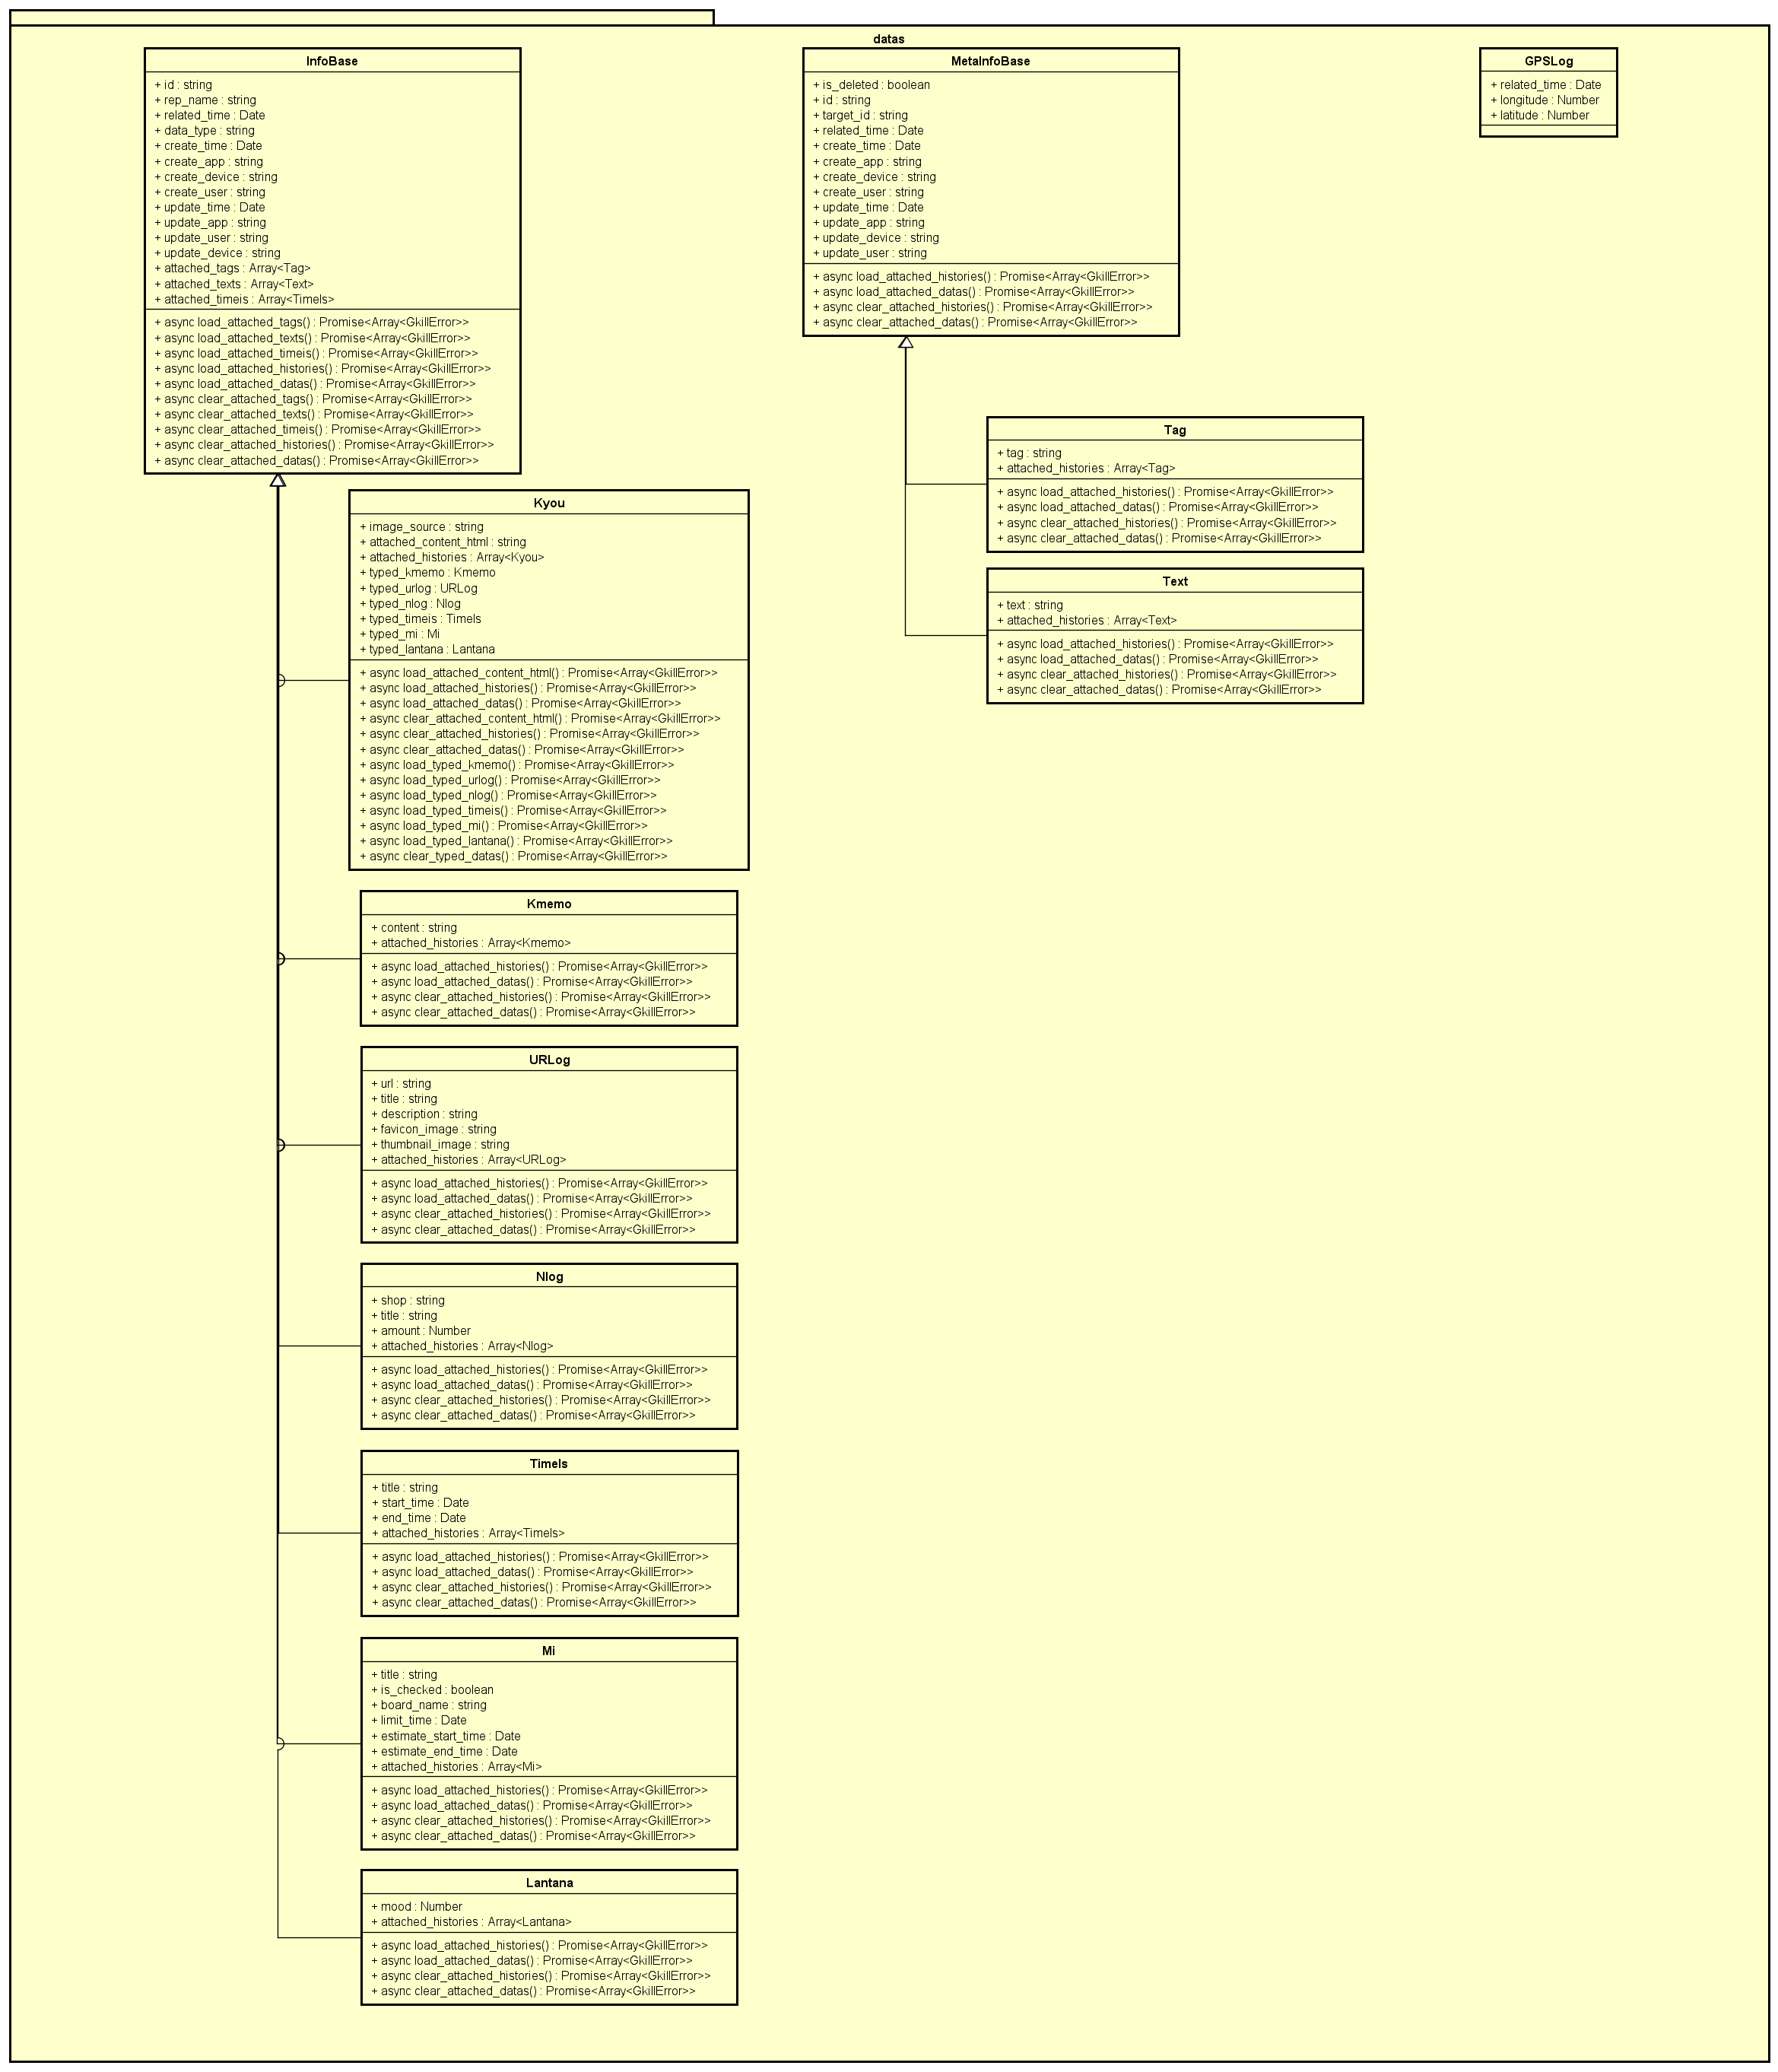 datas
InfoBase
+ id : string
+ rep_name : string
+ related_time : Date
+ data_type : string
+ create_time : Date
+ create_app : string
+ create_device : string
+ create_user : string
+ update_time : Date
+ update_app : string
+ update_user : string
+ update_device : string
+ attached_tags : Array<Tag>
+ attached_texts : Array<Text>
+ attached_timeis : Array<TimeIs>
+ async load_attached_tags() : Promise<Array<GkillError>>
+ async load_attached_texts() : Promise<Array<GkillError>>
+ async load_attached_timeis() : Promise<Array<GkillError>>
+ async load_attached_histories() : Promise<Array<GkillError>>
+ async load_attached_datas() : Promise<Array<GkillError>>
+ async clear_attached_tags() : Promise<Array<GkillError>>
+ async clear_attached_texts() : Promise<Array<GkillError>>
+ async clear_attached_timeis() : Promise<Array<GkillError>>
+ async clear_attached_histories() : Promise<Array<GkillError>>
+ async clear_attached_datas() : Promise<Array<GkillError>>
MetaInfoBase
+ is_deleted : boolean
+ id : string
+ target_id : string
+ related_time : Date
+ create_time : Date
+ create_app : string
+ create_device : string
+ create_user : string
+ update_time : Date
+ update_app : string
+ update_device : string
+ update_user : string
+ async load_attached_histories() : Promise<Array<GkillError>>
+ async load_attached_datas() : Promise<Array<GkillError>>
+ async clear_attached_histories() : Promise<Array<GkillError>>
+ async clear_attached_datas() : Promise<Array<GkillError>>
GPSLog
+ related_time : Date
+ longitude : Number
+ latitude : Number
Tag
+ tag : string
+ attached_histories : Array<Tag>
+ async load_attached_histories() : Promise<Array<GkillError>>
+ async load_attached_datas() : Promise<Array<GkillError>>
+ async clear_attached_histories() : Promise<Array<GkillError>>
+ async clear_attached_datas() : Promise<Array<GkillError>>
Text
+ text : string
+ attached_histories : Array<Text>
+ async load_attached_histories() : Promise<Array<GkillError>>
+ async load_attached_datas() : Promise<Array<GkillError>>
+ async clear_attached_histories() : Promise<Array<GkillError>>
+ async clear_attached_datas() : Promise<Array<GkillError>>
Kyou
+ image_source : string
+ attached_content_html : string
+ attached_histories : Array<Kyou>
+ typed_kmemo : Kmemo
+ typed_urlog : URLog
+ typed_nlog : Nlog
+ typed_timeis : TimeIs
+ typed_mi : Mi
+ typed_lantana : Lantana
+ async load_attached_content_html() : Promise<Array<GkillError>>
+ async load_attached_histories() : Promise<Array<GkillError>>
+ async load_attached_datas() : Promise<Array<GkillError>>
+ async clear_attached_content_html() : Promise<Array<GkillError>>
+ async clear_attached_histories() : Promise<Array<GkillError>>
+ async clear_attached_datas() : Promise<Array<GkillError>>
+ async load_typed_kmemo() : Promise<Array<GkillError>>
+ async load_typed_urlog() : Promise<Array<GkillError>>
+ async load_typed_nlog() : Promise<Array<GkillError>>
+ async load_typed_timeis() : Promise<Array<GkillError>>
+ async load_typed_mi() : Promise<Array<GkillError>>
+ async load_typed_lantana() : Promise<Array<GkillError>>
+ async clear_typed_datas() : Promise<Array<GkillError>>
Kmemo
+ content : string
+ attached_histories : Array<Kmemo>
+ async load_attached_histories() : Promise<Array<GkillError>>
+ async load_attached_datas() : Promise<Array<GkillError>>
+ async clear_attached_histories() : Promise<Array<GkillError>>
+ async clear_attached_datas() : Promise<Array<GkillError>>
URLog
+ url : string
+ title : string
+ description : string
+ favicon_image : string
+ thumbnail_image : string
+ attached_histories : Array<URLog>
+ async load_attached_histories() : Promise<Array<GkillError>>
+ async load_attached_datas() : Promise<Array<GkillError>>
+ async clear_attached_histories() : Promise<Array<GkillError>>
+ async clear_attached_datas() : Promise<Array<GkillError>>
Nlog
+ shop : string
+ title : string
+ amount : Number
+ attached_histories : Array<Nlog>
+ async load_attached_histories() : Promise<Array<GkillError>>
+ async load_attached_datas() : Promise<Array<GkillError>>
+ async clear_attached_histories() : Promise<Array<GkillError>>
+ async clear_attached_datas() : Promise<Array<GkillError>>
TimeIs
+ title : string
+ start_time : Date
+ end_time : Date
+ attached_histories : Array<TimeIs>
+ async load_attached_histories() : Promise<Array<GkillError>>
+ async load_attached_datas() : Promise<Array<GkillError>>
+ async clear_attached_histories() : Promise<Array<GkillError>>
+ async clear_attached_datas() : Promise<Array<GkillError>>
Mi
+ title : string
+ is_checked : boolean
+ board_name : string
+ limit_time : Date
+ estimate_start_time : Date
+ estimate_end_time : Date
+ attached_histories : Array<Mi>
+ async load_attached_histories() : Promise<Array<GkillError>>
+ async load_attached_datas() : Promise<Array<GkillError>>
+ async clear_attached_histories() : Promise<Array<GkillError>>
+ async clear_attached_datas() : Promise<Array<GkillError>>
Lantana
+ mood : Number
+ attached_histories : Array<Lantana>
+ async load_attached_histories() : Promise<Array<GkillError>>
+ async load_attached_datas() : Promise<Array<GkillError>>
+ async clear_attached_histories() : Promise<Array<GkillError>>
+ async clear_attached_datas() : Promise<Array<GkillError>>